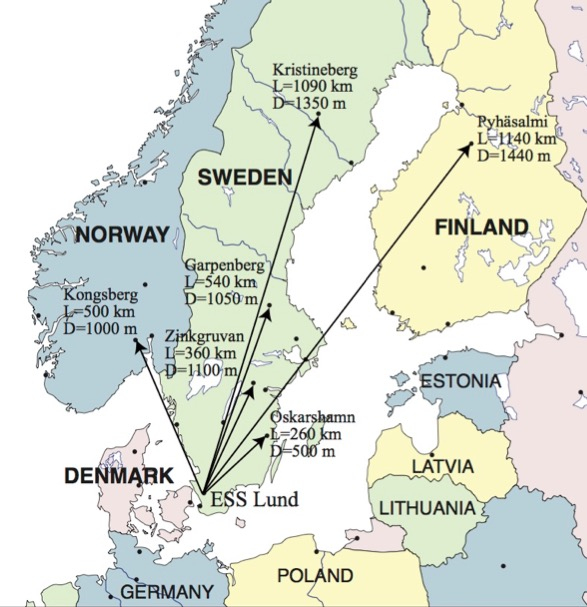 Kristineberg
L=1090 km
D=1350 m
Pyhäsalmi
L=1140 km
D=1440 m
SWEDEN
NORWAY
FINLAND
Garpenberg
L=540 km
D=1050 m
Kongsberg
L=500 km
D=1000 m
Zinkgruvan
L=360 km
D=1100 m
ESTONIA
Oskarshamn
L=260 km
D=500 m
DENMARK
LATVIA
ESS Lund
LITHUANIA
POLAND
GERMANY